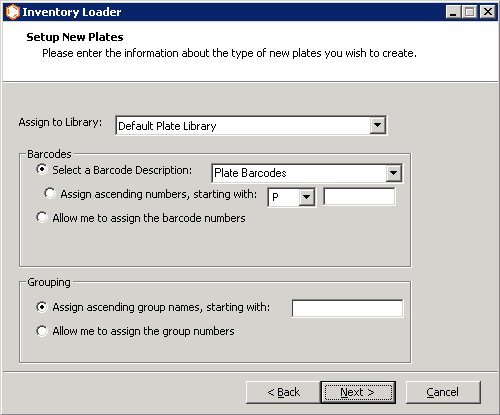 Inventory Loader
Setup New Plates
Please enter the information about the type of new plates you wish to create.
Assign to Library: Default Plate Library
Barcodes
Select a Barcode Description: Plate Barcodes
Assign ascending numbers, starting with: P
Allow me to assign the barcode numbers
Grouping
Assign ascending group names, starting with:
Allow me to assign the group numbers
< Back Next > Cancel